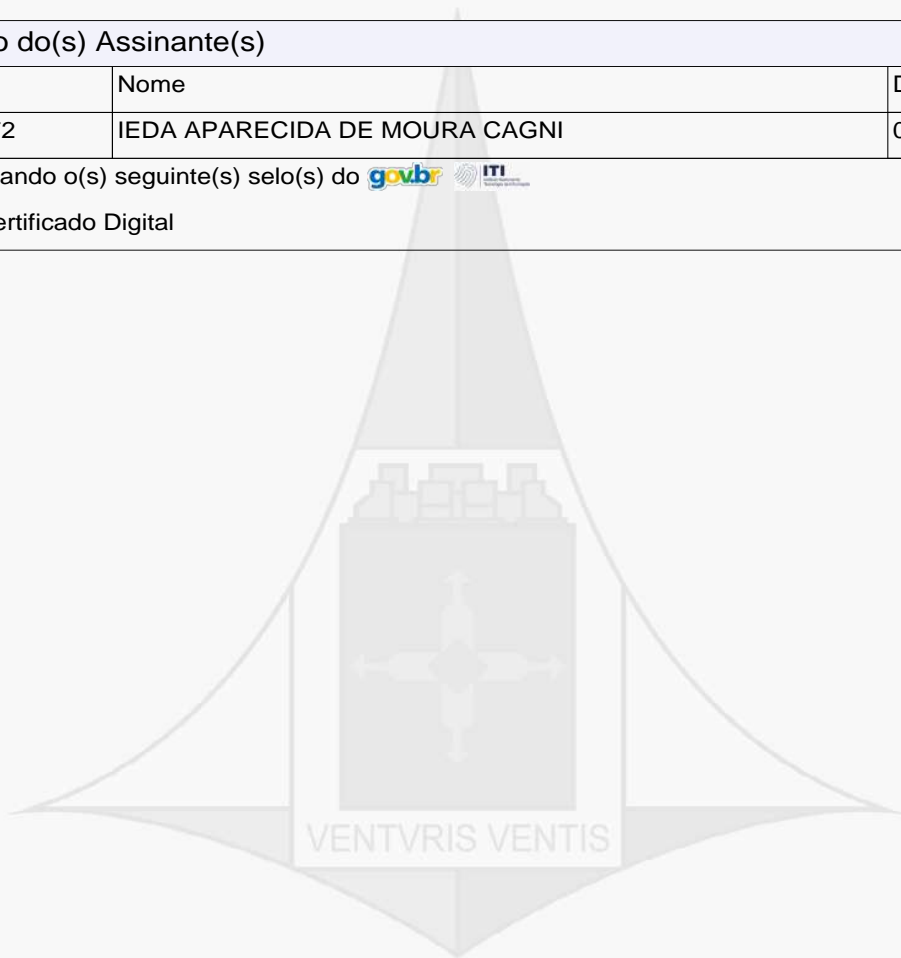 o do(s) Assinante(s)
Nome
2 IEDA APARECIDA DE MOURA CAGNI
ando o(s) seguinte(s) selo(s) do gov.br ITI
ertificado Digital
VENTVRIS VENTIS